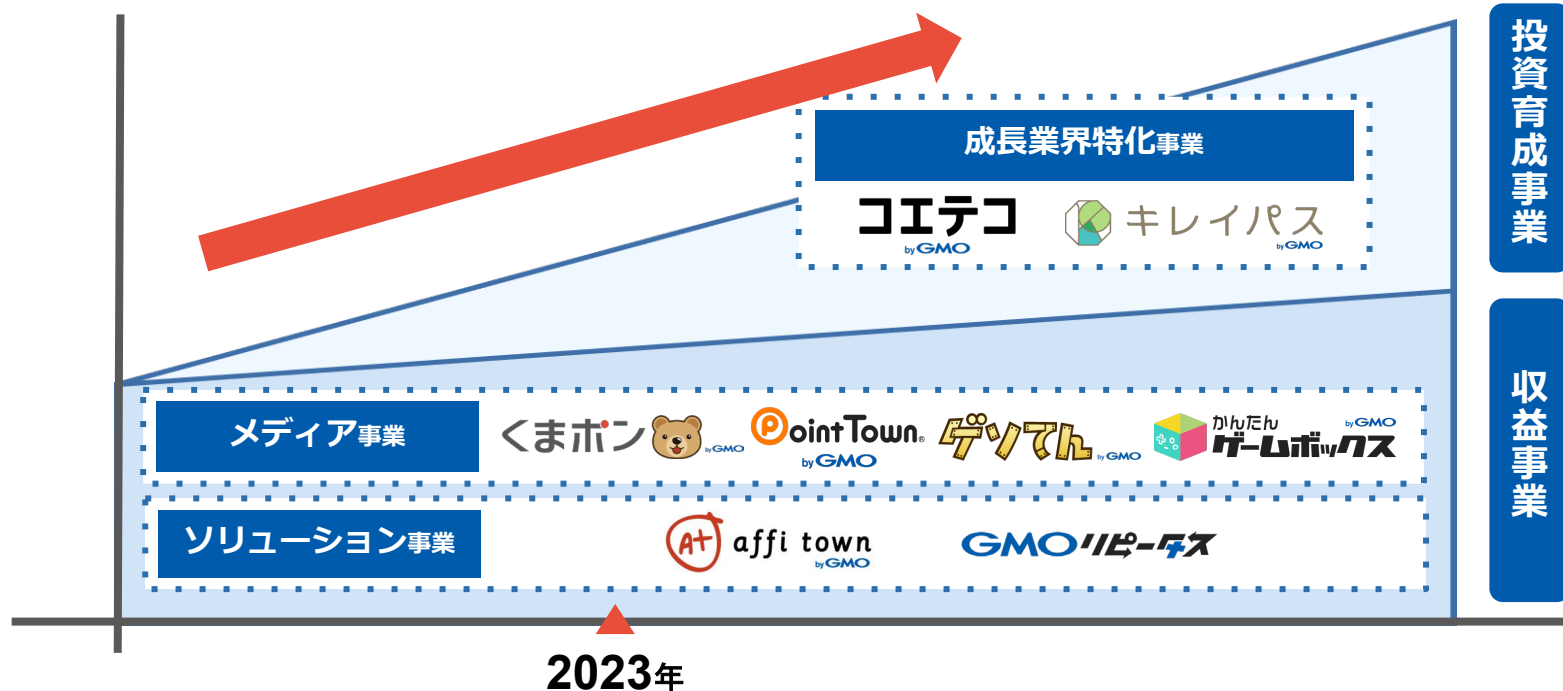 投資育成事業
成長業界特化事業
コエテコ
by GMO
キレイパス
by GMO
収益事業
メディア事業
くまポン
by GMO
PointTown®
by GMO
ゲソてん
by GMO
かんたん
ゲームボックス
by GMO
ソリューション事業
A+
affi town
by GMO
GMOリピータス
2023年